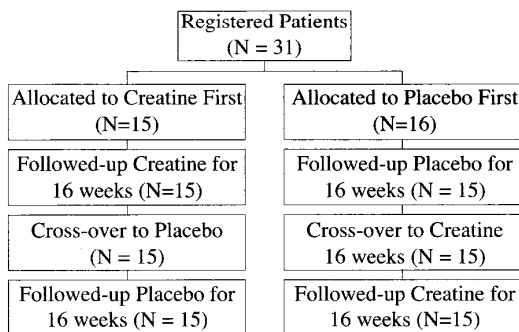 Registered Patients
(N = 31)
Allocated to Creatine First
(N=15)
Allocated to Placebo First
(N=16)
Followed-up Creatine for
16 weeks (N=15)
Followed-up Placebo for
16 weeks (N = 15)
Cross-over to Placebo
(N = 15)
Cross-over to Creatine
16 weeks (N = 15)
Followed-up Placebo for
16 weeks (N = 15)
Followed-up Creatine for
16 weeks (N=15)